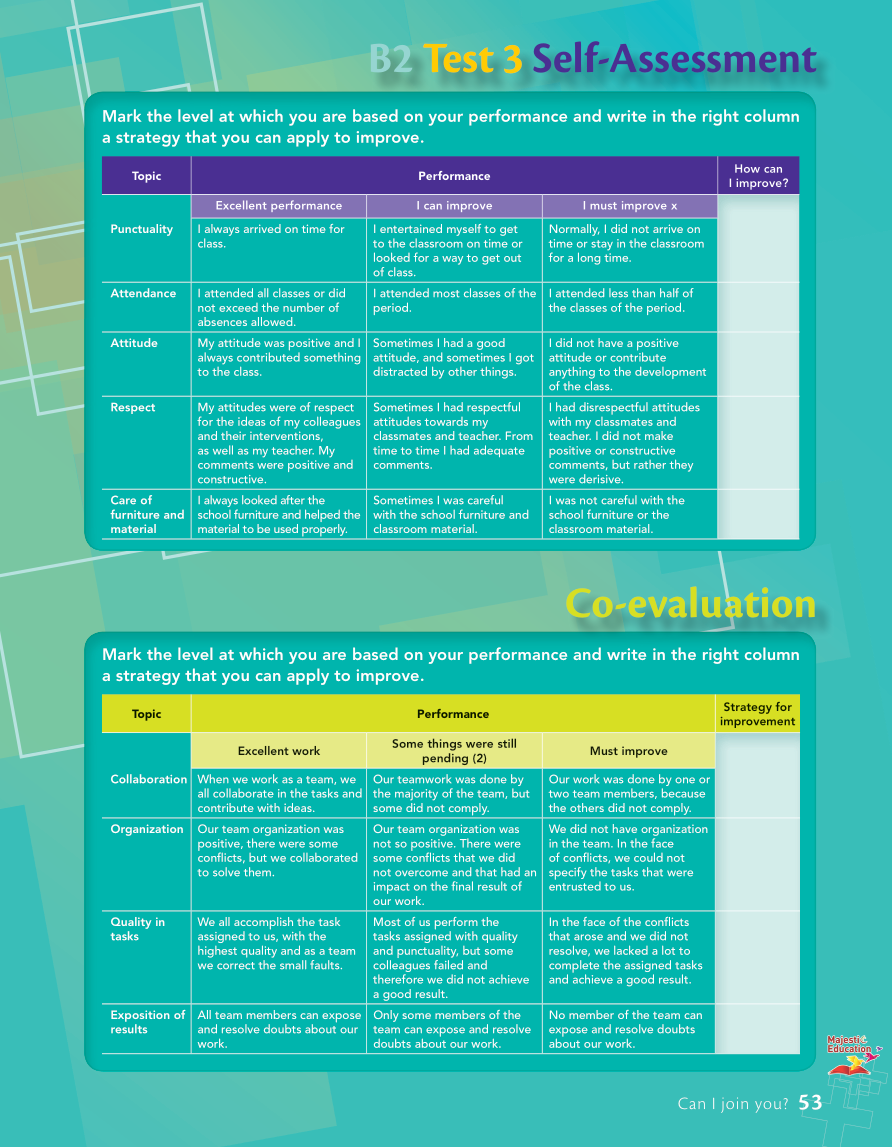 B2 Test 3 Self-Assessment
Mark the level at which you are based on your performance and write in the right column
a strategy that you can apply to improve.
Topic
Performance
How can
I improve?
Excellent performance
I can improve
I must improve x
Punctuality
I always arrived on time for
class.
I entertained myself to get
to the classroom on time or
looked for a way to get out
of class.
Normally, I did not arrive on
time or stay in the classroom
for a long time.
Attendance
I attended all classes or did
not exceed the number of
absences allowed.
I attended most classes of the
period.
I attended less than half of
the classes of the period.
Attitude
My attitude was positive and I
always contributed something
to the class.
Sometimes I had a good
attitude, and sometimes I got
distracted by other things.
I did not have a positive
attitude or contribute
anything to the development
of the class.
Respect
My attitudes were of respect
for the ideas of my colleagues
and their interventions,
as well as my teacher. My
comments were positive and
constructive.
Sometimes I had respectful
attitudes towards my
classmates and teacher. From
time to time I had adequate
comments.
I had disrespectful attitudes
with my classmates and
teacher. I did not make
positive or constructive
comments, but rather they
were derisive.
Care of
furniture and
material
I always looked after the
school furniture and helped the
material to be used properly.
Sometimes I was careful
with the school furniture and
classroom material.
I was not careful with the
school furniture or the
classroom material.
Co-evaluation
Mark the level at which you are based on your performance and write in the right column
a strategy that you can apply to improve.
Topic
Performance
Strategy for
improvement
Excellent work
Some things were still
pending (2)
Must improve
Collaboration
When we work as a team, we
all collaborate in the tasks and
contribute with ideas.
Our teamwork was done by
the majority of the team, but
some did not comply.
Our work was done by one or
two team members, because
the others did not comply.
Organization
Our team organization was
positive, there were some
conflicts, but we collaborated
to solve them.
Our team organization was
not so positive. There were
some conflicts that we did
not overcome and that had an
impact on the final result of
our work.
We did not have organization
in the team. In the face
of conflicts, we could not
specify the tasks that were
entrusted to us.
Quality in
tasks
We all accomplish the task
assigned to us, with the
highest quality and as a team
we correct the small faults.
Most of us perform the
tasks assigned with quality
and punctuality, but some
colleagues failed and
therefore we did not achieve
a good result.
In the face of the conflicts
that arose and we did not
resolve, we lacked a lot to
complete the assigned tasks
and achieve a good result.
Exposition of
results
All team members can expose
and resolve doubts about our
work.
Only some members of the
team can expose and resolve
doubts about our work.
No member of the team can
expose and resolve doubts
about our work.
Majestic
Education
Can I join you? 53